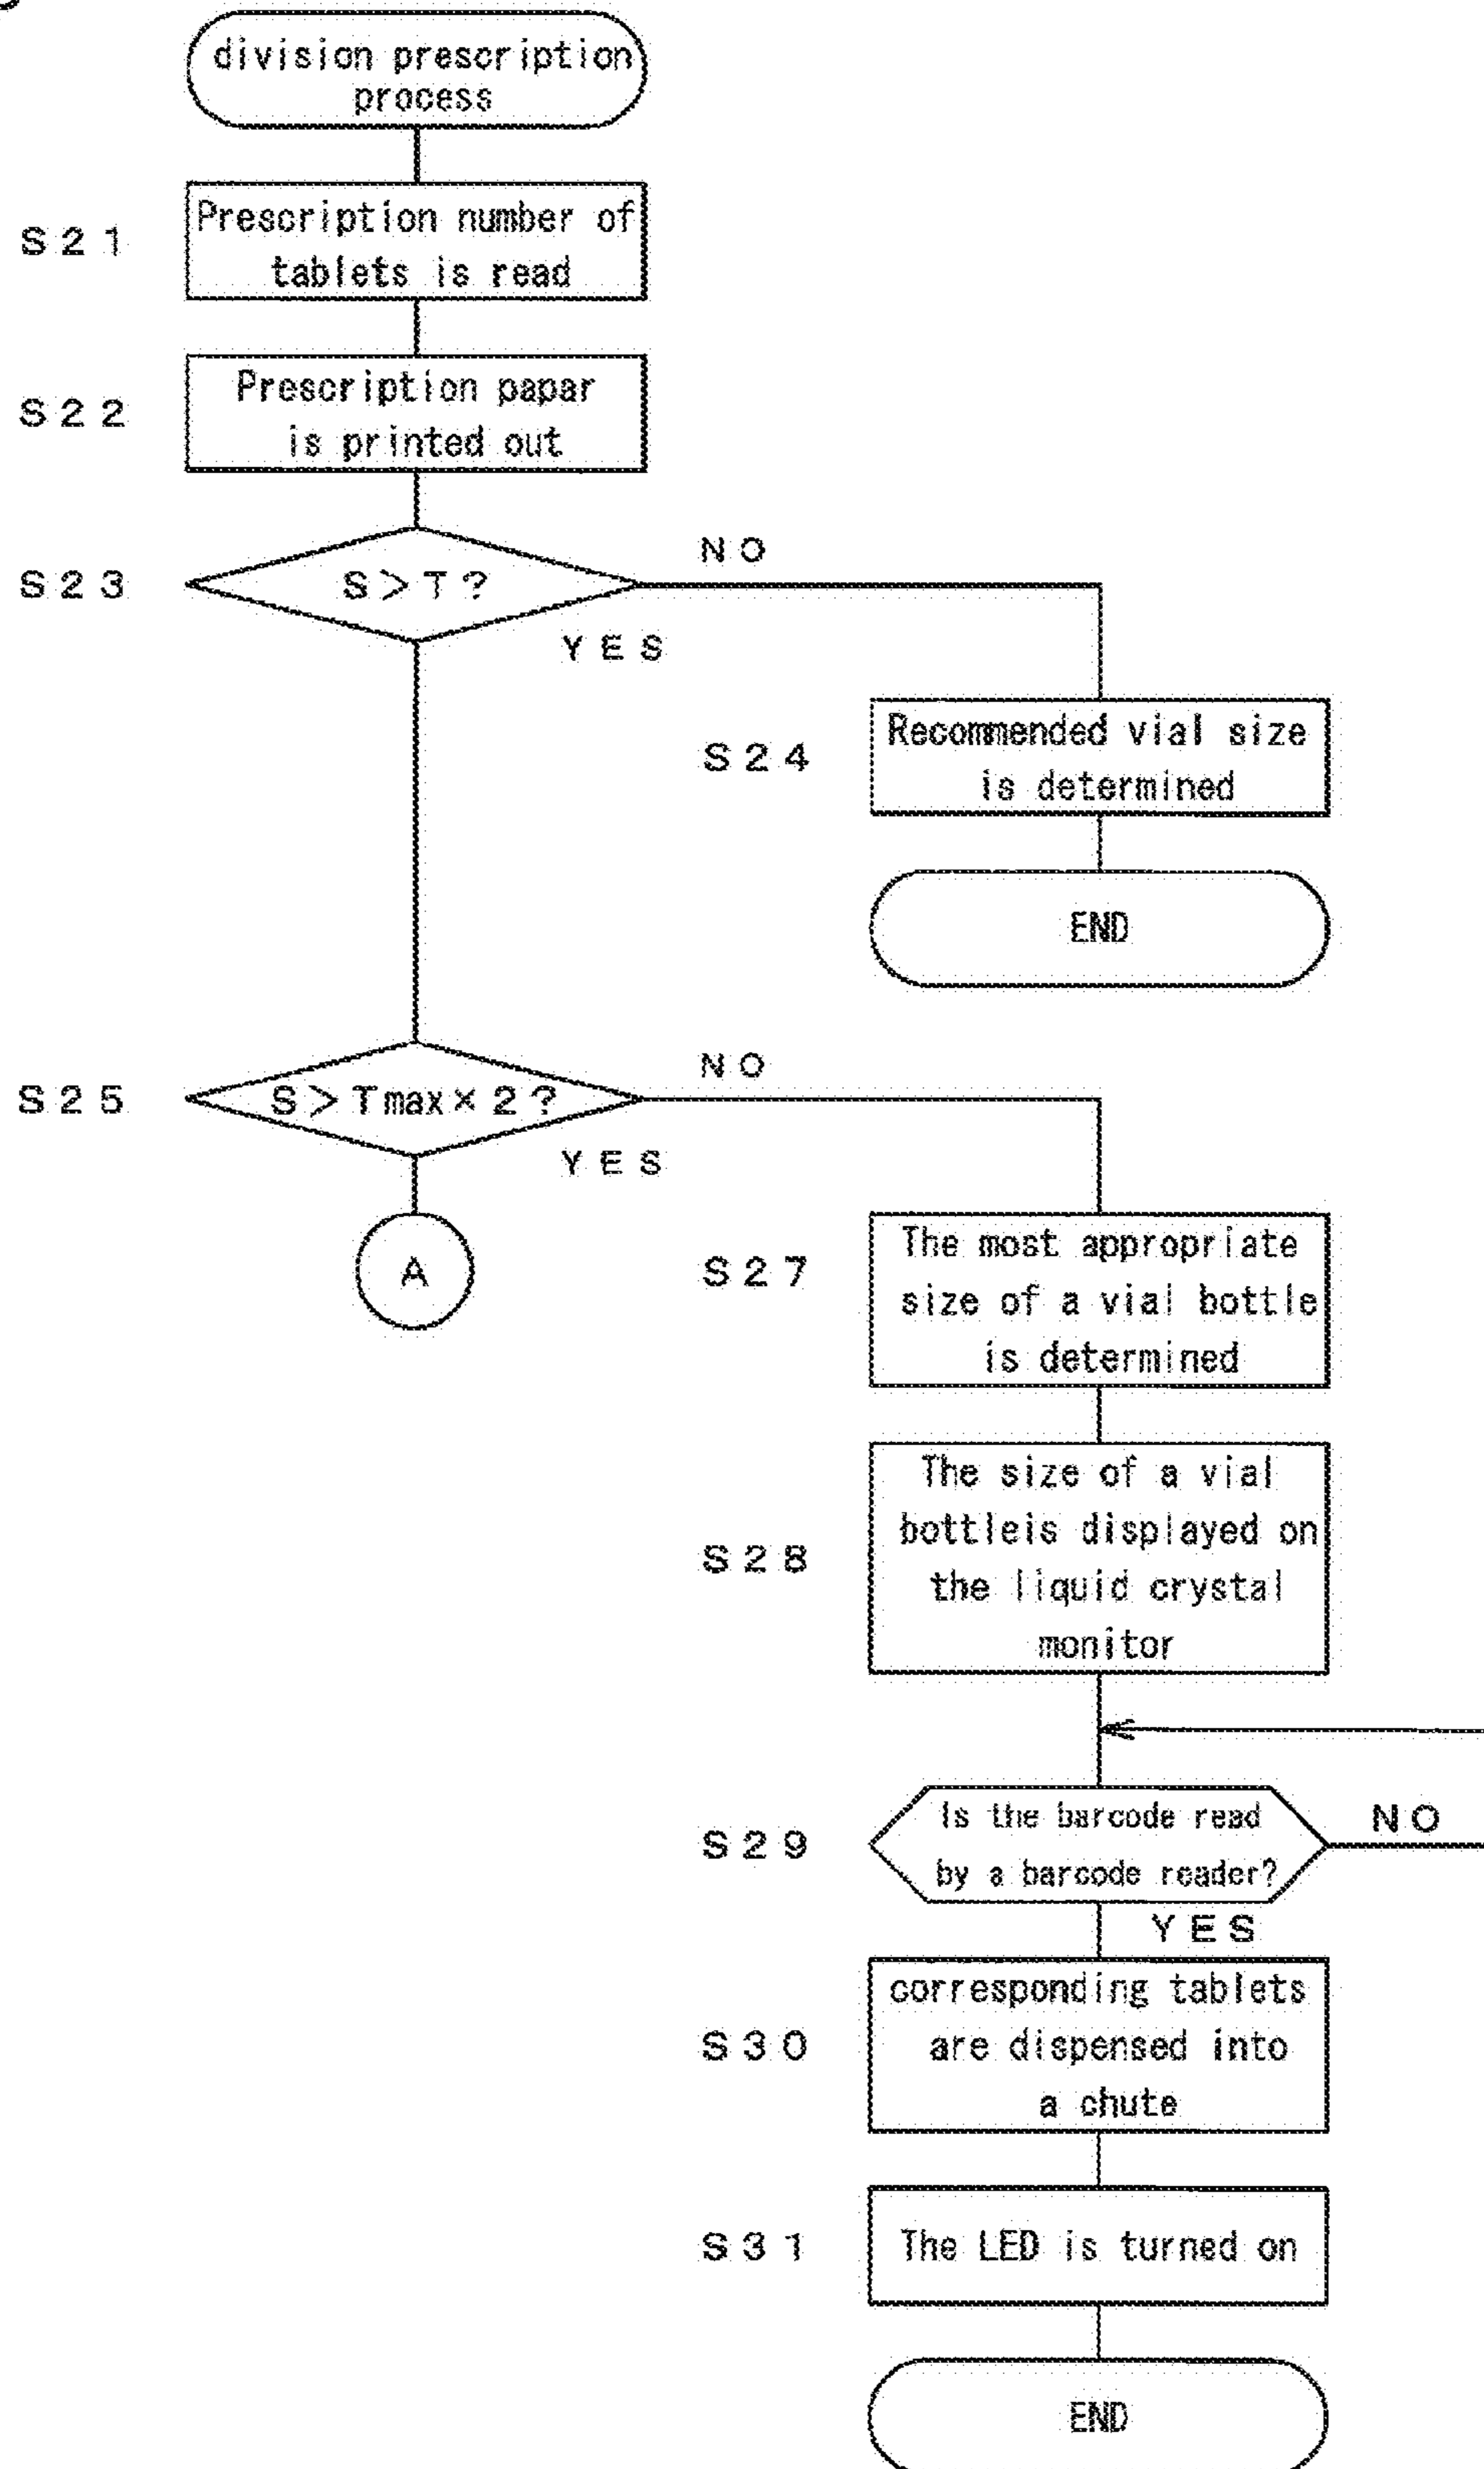 division prescription
process
S21
Prescription number of
tablets is read
S22
Prescription papar
is printed out
S23
S>T?
NO
YES
S24
Recommended vial size
is determined
END
S25
S>Tmax×2?
NO
YES
A
S27
The most appropriate
size of a vial bottle
is determined
S28
The size of a vial
bottleis displayed on
the liquid crystal
monitor
S29
Is the barcode read
by a barcode reader?
NO
YES
S30
corresponding tablets
are dispensed into
a chute
S31
The LED is turned on
END